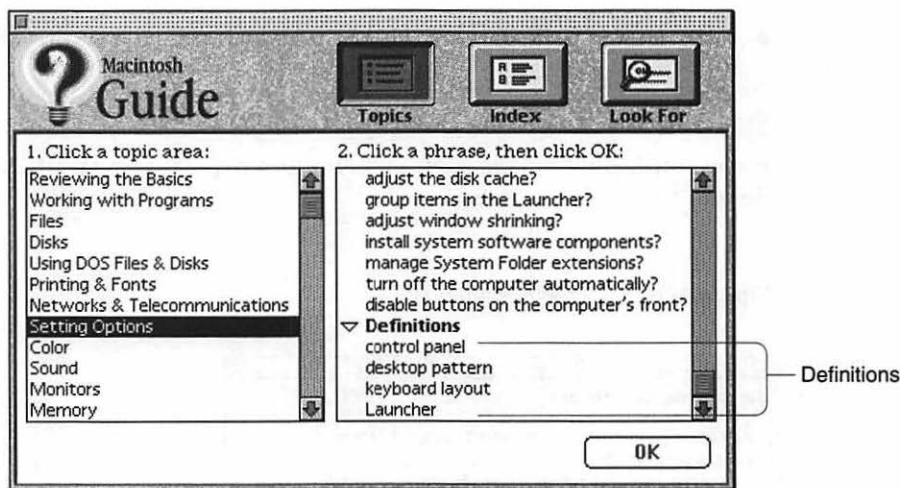 Macintosh
Guide
Topics
Index
Look For
1. Click a topic area:
Reviewing the Basics
Working with Programs
Files
Disks
Using DOS Files & Disks
Printing & Fonts
Networks & Telecommunications
Setting Options
Color
Sound
Monitors
Memory
2. Click a phrase, then click OK:
adjust the disk cache?
group items in the Launcher?
adjust window shrinking?
install system software components?
manage System Folder extensions?
turn off the computer automatically?
disable buttons on the computer's front?
Definitions
control panel
desktop pattern
keyboard layout
Launcher
Definitions
OK